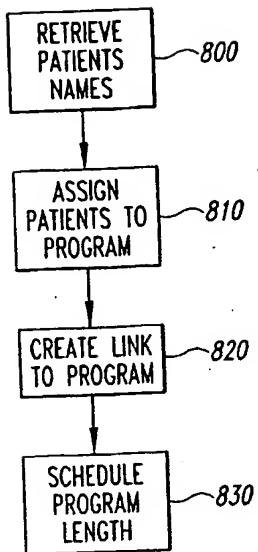 RETRIEVE
PATIENTS
NAMES
800
ASSIGN
PATIENTS TO
PROGRAM
810
CREATE LINK
TO PROGRAM
820
SCHEDULE
PROGRAM
LENGTH
830